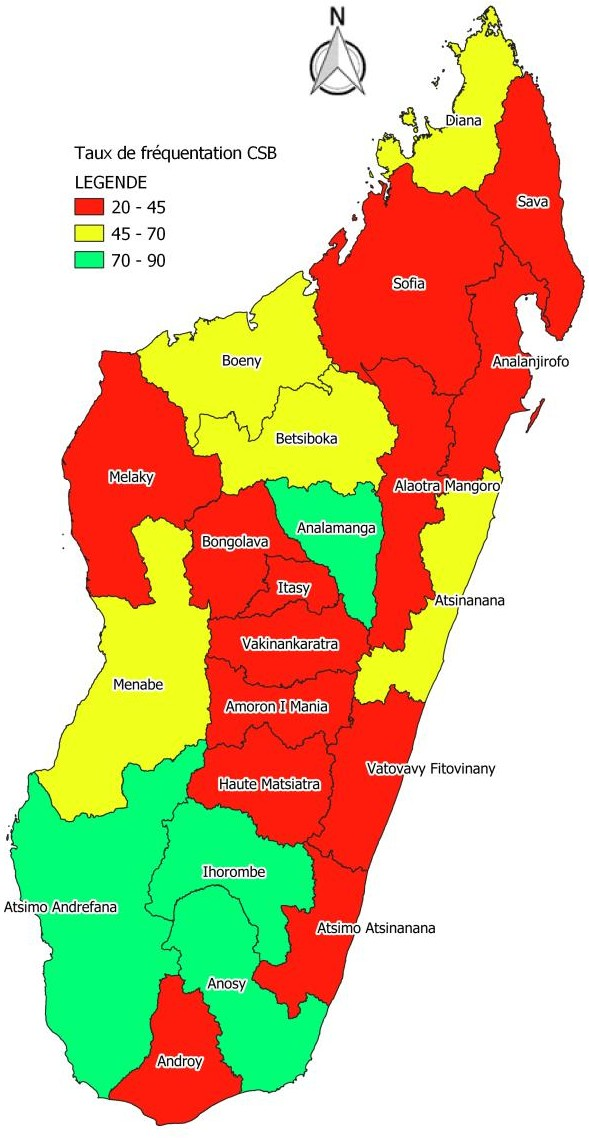 N
Diana
Taux de fréquentation CSB
LEGENDE
20 - 45
45 - 70
70 - 90
Sava
Sofia
Boeny
Analanjirofo
Betsiboka
Melaky
Alaotra Mangoro
Analamanga
Bongolava
Itasy
Atsinanana
Vakinankaratra
Menabe
Amoron I Mania
Vatovavy Fitovinany
Haute Matsiatra
Ihorombe
Atsimo Andrefana
Atsimo Atsinanana
Anosy
Androy